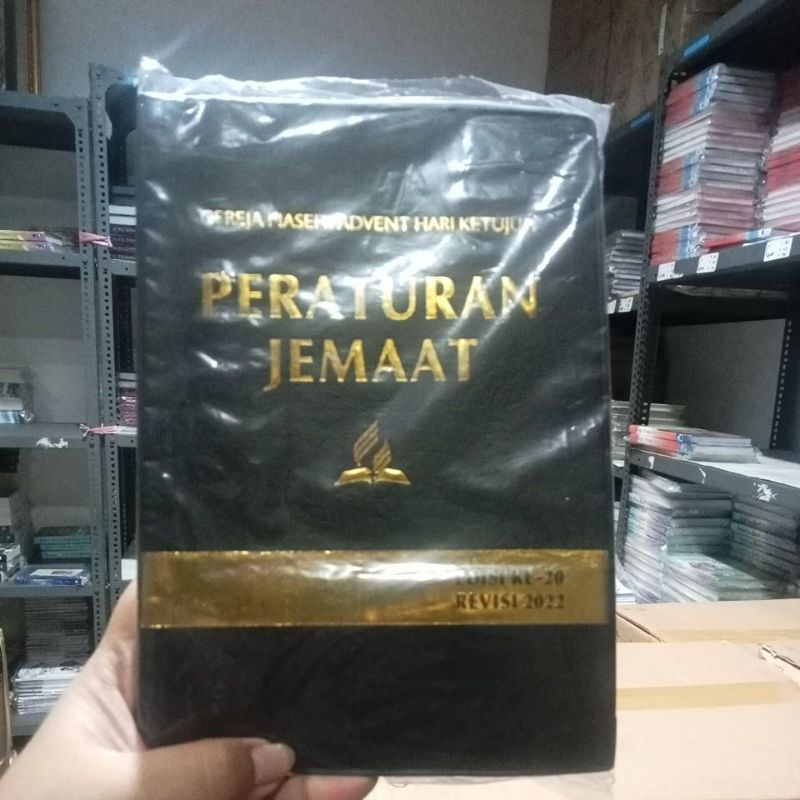 GEREJA MASEHI ADVENT HARI KETUJUH
PERATURAN
JEMAAT
EDISI KE-20
REVISI 2022